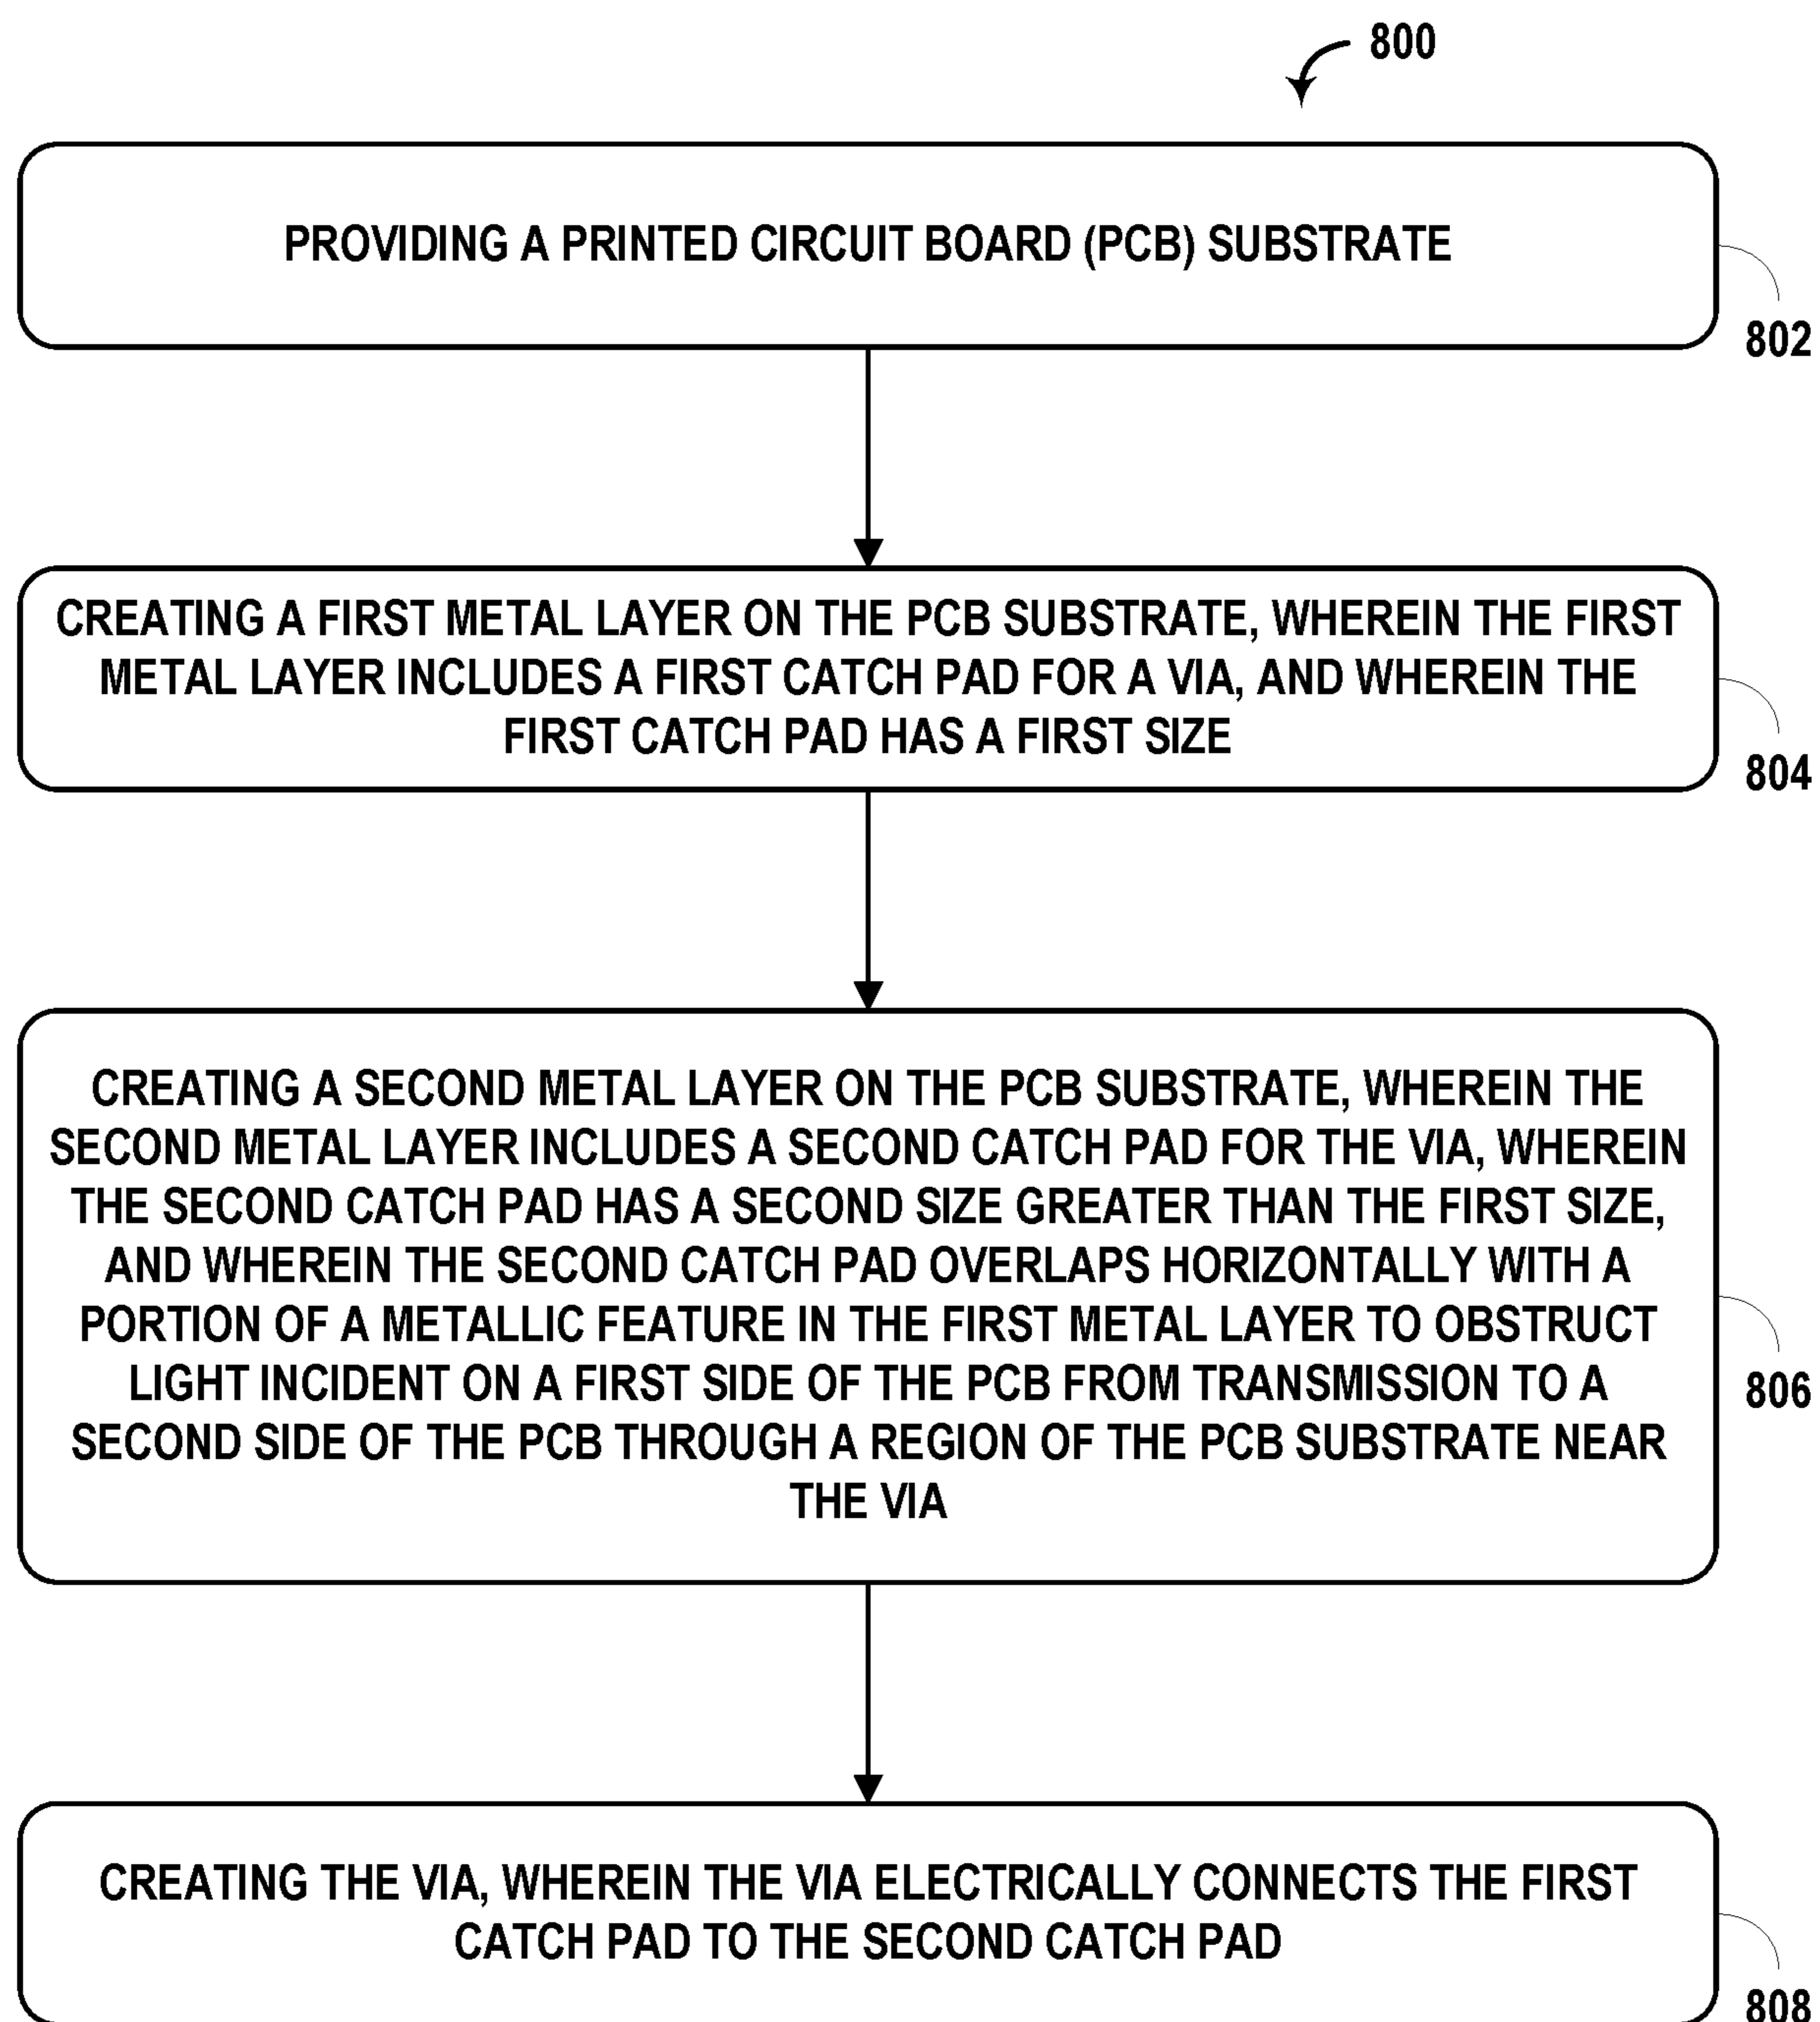 800
PROVIDING A PRINTED CIRCUIT BOARD (PCB) SUBSTRATE
802
CREATING A FIRST METAL LAYER ON THE PCB SUBSTRATE, WHEREIN THE FIRST
METAL LAYER INCLUDES A FIRST CATCH PAD FOR A VIA, AND WHEREIN THE
FIRST CATCH PAD HAS A FIRST SIZE
804
CREATING A SECOND METAL LAYER ON THE PCB SUBSTRATE, WHEREIN THE
SECOND METAL LAYER INCLUDES A SECOND CATCH PAD FOR THE VIA, WHEREIN
THE SECOND CATCH PAD HAS A SECOND SIZE GREATER THAN THE FIRST SIZE,
AND WHEREIN THE SECOND CATCH PAD OVERLAPS HORIZONTALLY WITH A
PORTION OF A METALLIC FEATURE IN THE FIRST METAL LAYER TO OBSTRUCT
LIGHT INCIDENT ON A FIRST SIDE OF THE PCB FROM TRANSMISSION TO A
SECOND SIDE OF THE PCB THROUGH A REGION OF THE PCB SUBSTRATE NEAR
THE VIA
806
CREATING THE VIA, WHEREIN THE VIA ELECTRICALLY CONNECTS THE FIRST
CATCH PAD TO THE SECOND CATCH PAD
808